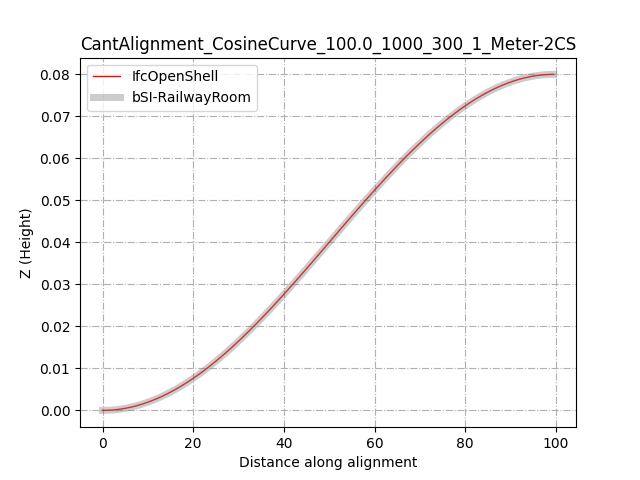 CantAlignment_CosineCurve_100.0_1000_300_1_Meter-2CS
IfcOpenShell
bSI-RailwayRoom
Z (Height)
0.08
0.07
0.06
0.05
0.04
0.03
0.02
0.01
0.00
0 20 40 60 80 100
Distance along alignment